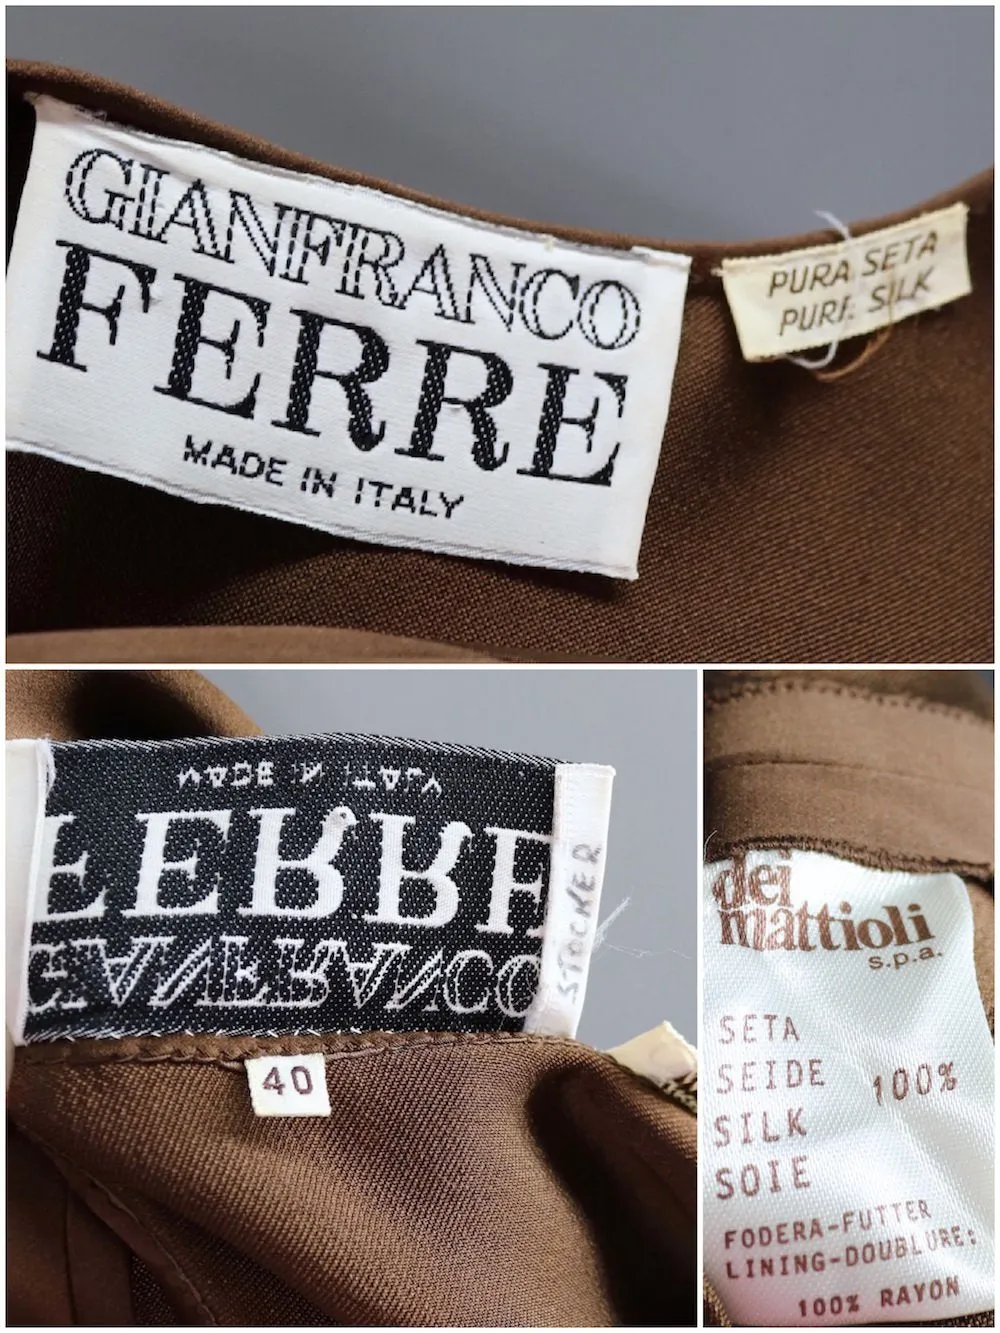 GIANFRANCO
FERRE
MADE IN ITALY
PURA SETA
PURE SILK
MADE IN ITALY
FERRE
GIANFRANCO
STOCKER
40
dei
mattioli
s.p.a.
SETA
SEIDE 100%
SILK
SOIE
FODERA-FUTTER
LINING-DOUBLURE:
100% RAYON